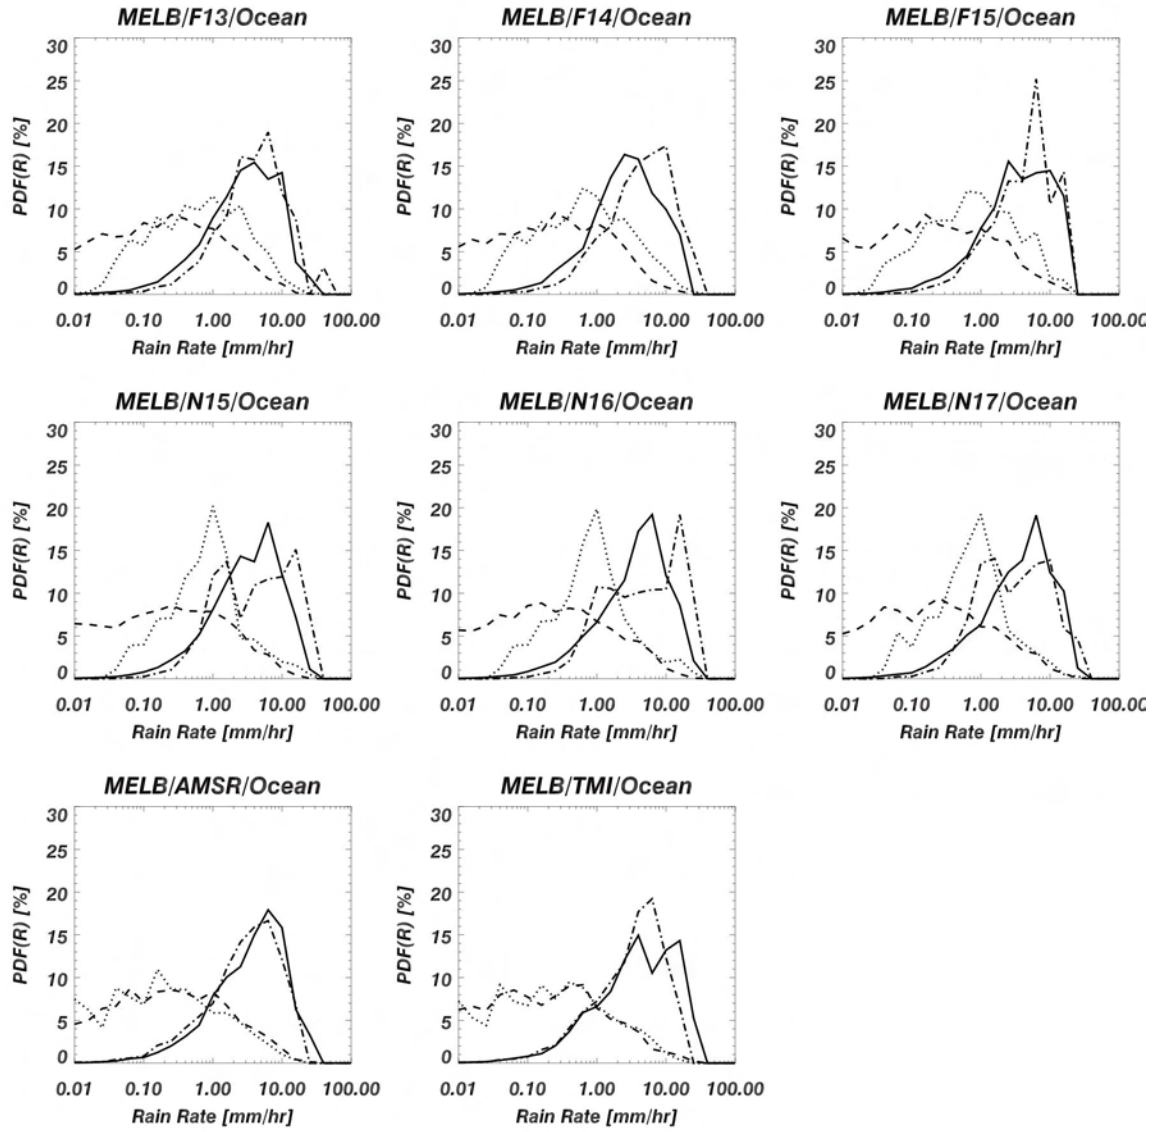 MELB/F13/Ocean MELB/F14/Ocean MELB/F15/Ocean
30 30 30
25 25 25
20 20 20
15 15 15
10 10 10
5 5 5
0 0 0
PDF(R) [%] PDF(R) [%] PDF(R) [%]
0.01 0.10 1.00 10.00 100.00 0.01 0.10 1.00 10.00 100.00 0.01 0.10 1.00 10.00 100.0
Rain Rate [mm/hr] Rain Rate [mm/hr] Rain Rate [mm/hr]
MELB/N15/Ocean MELB/N16/Ocean MELB/N17/Ocean
30 30 30
25 25 25
20 20 20
15 15 15
10 10 10
5 5 5
0 0 0
PDF(R) [%] PDF(R) [%] PDF(R) [%]
0.01 0.10 1.00 10.00 100.00 0.01 0.10 1.00 10.00 100.00 0.01 0.10 1.00 10.00 100.0
Rain Rate [mm/hr] Rain Rate [mm/hr] Rain Rate [mm/hr]
MELB/AMSR/Ocean MELB/TMI/Ocean
30 30
25 25
20 20
15 15
10 10
5 5
0 0
PDF(R) [%] PDF(R) [%]
0.01 0.10 1.00 10.00 100.00 0.01 0.10 1.00 10.00 100.00
Rain Rate [mm/hr] Rain Rate [mm/hr]